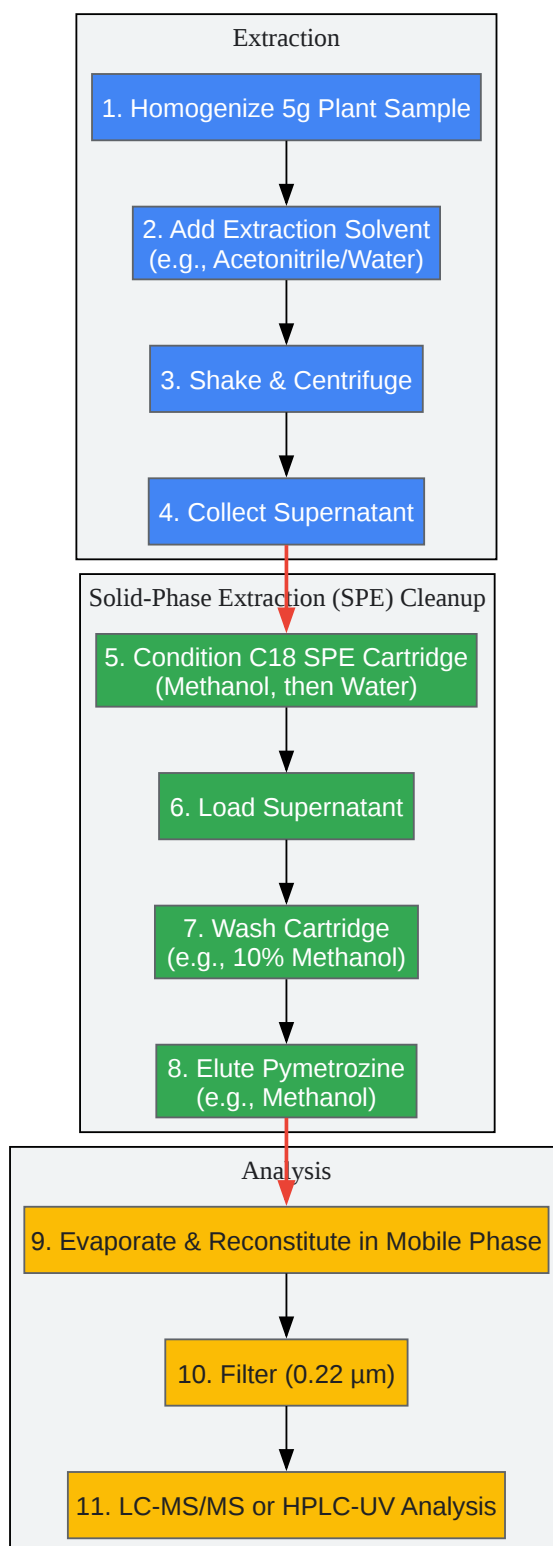 Extraction
1. Homogenize 5g Plant Sample
2. Add Extraction Solvent
(e.g., Acetonitrile/Water)
3. Shake & Centrifuge
4. Collect Supernatant
Solid-Phase Extraction (SPE) Cleanup
5. Condition C18 SPE Cartridge
(Methanol, then Water)
6. Load Supernatant
7. Wash Cartridge
(e.g., 10% Methanol)
8. Elute Pymetrozine
(e.g., Methanol)
Analysis
9. Evaporate & Reconstitute in Mobile Phase
10. Filter (0.22 µm)
11. LC-MS/MS or HPLC-UV Analysis